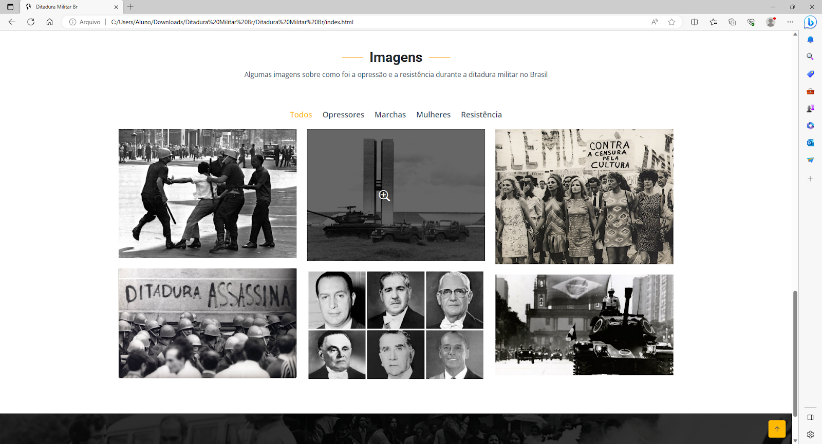 Ditadura Militar Br
Arquivo | C:/Users/Aluno/Downloads/Ditadura%20Militar%20Br/Ditadura%20Militar%20Br/index.html
Imagens
Algumas imagens sobre como foi a opressão e a resistência durante a ditadura militar no Brasil
Todos Opressores Marchas Mulheres Resistência
CONTRA
A CENSURA
PELA
CULTURA
DITADURA ASSASSINA